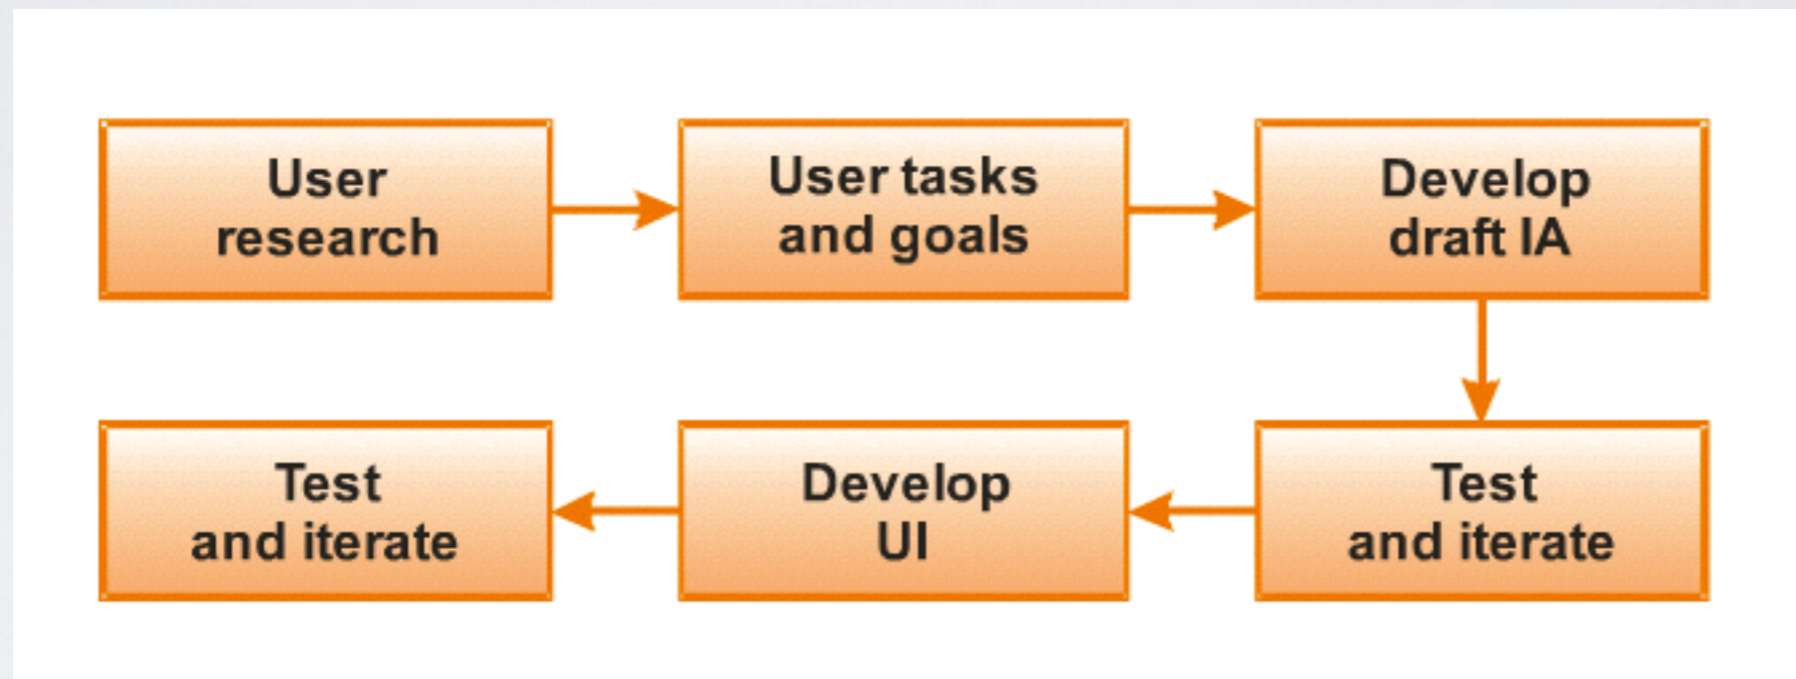 User
research
User tasks
and goals
Develop
draft IA
Test
and iterate
Develop
UI
Test
and iterate